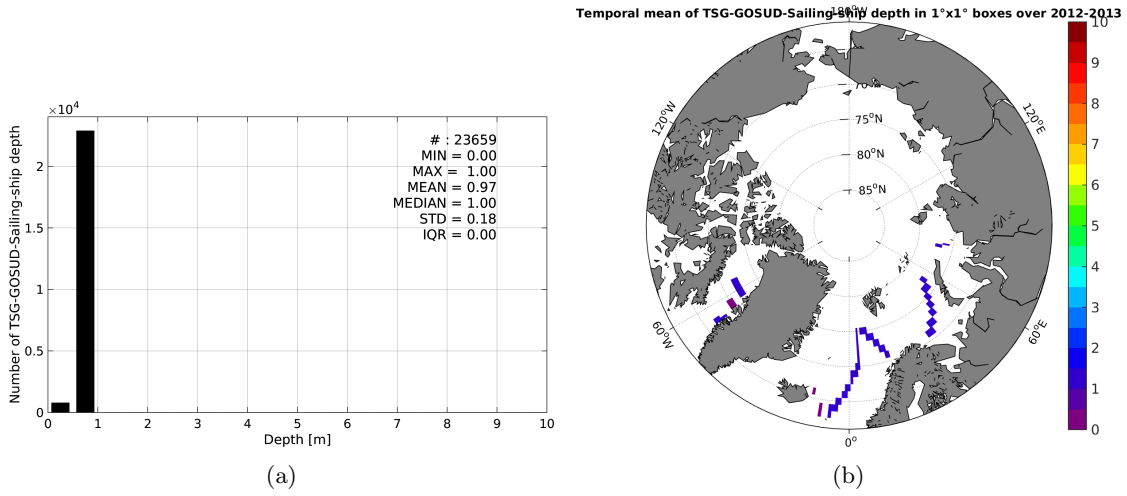 Temporal mean of TSG-GOSUD-Sailing-ship depth in 1°x1° boxes over 2012-2013
×10⁴
Number of TSG-GOSUD-Sailing-ship depth
2
1.5
1
0.5
0
0 1 2 3 4 5 6 7 8 9 10
Depth [m]
# : 23659
MIN = 0.00
MAX = 1.00
MEAN = 0.97
MEDIAN = 1.00
STD = 0.18
IQR = 0.00
(a)
180°W
120°W
120°E
60°W
60°E
0°
70°N
75°N
80°N
85°N
10
9
8
7
6
5
4
3
2
1
0
(b)